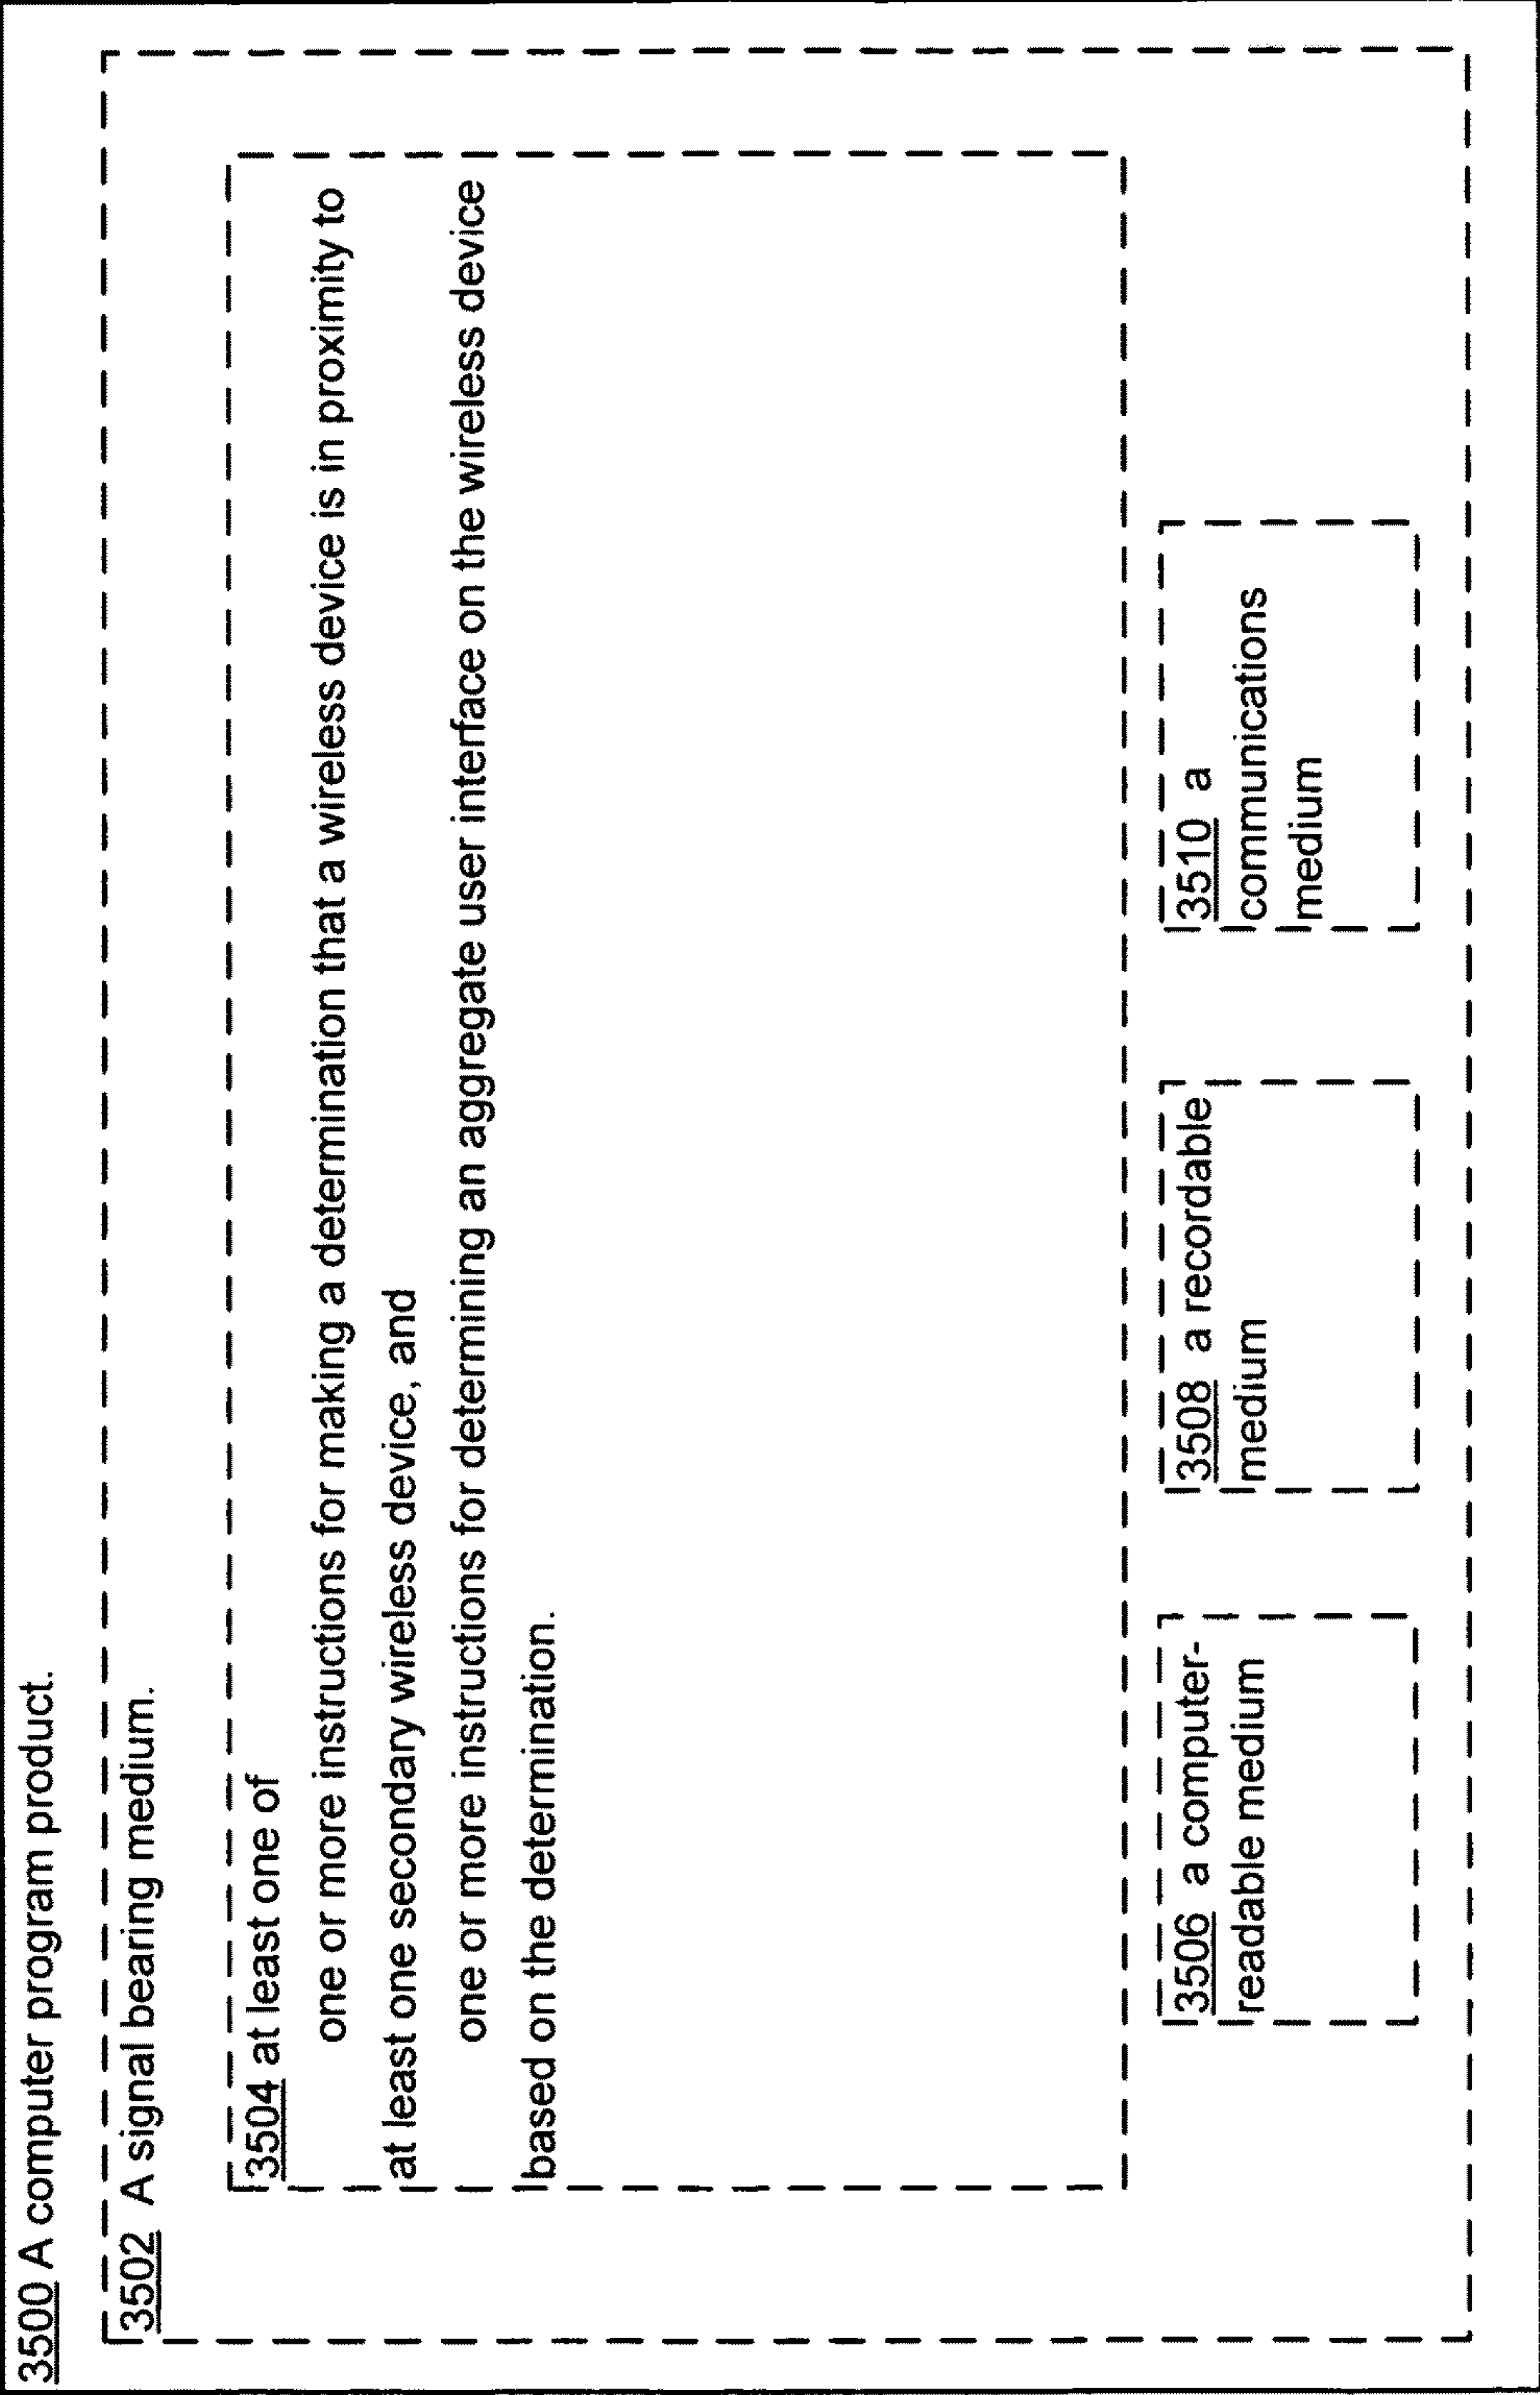 3500 A computer program product.
3502 A signal bearing medium.
3504 at least one of
one or more instructions for making a determination that a wireless device is in proximity to
at least one secondary wireless device, and
one or more instructions for determining an aggregate user interface on the wireless device
based on the determination.
3506 a computer-
readable medium
3508 a recordable
medium
3510 a
communications
medium